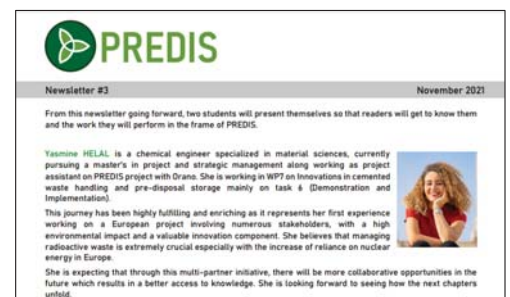 PREDIS
Newsletter #3 November 2021
From this newsletter going forward, two students will present themselves so that readers will get to know them
and the work they will perform in the frame of PREDIS.
Yasmine HELAL is a chemical engineer specialized in material sciences, currently
pursuing a master's in project and strategic management along working as project
assistant on PREDIS project with Orano. She is working in WP7 on Innovations in cemented
waste handling and pre-disposal storage mainly on task 6 (Demonstration and
Implementation).
This journey has been highly fulfilling and enriching as it represents her first experience
working on a European project involving numerous stakeholders, with a high
environmental impact and a valuable innovation component. She believes that managing
radioactive waste is extremely crucial especially with the increase of reliance on nuclear
energy in Europe.
She is expecting that through this multi-partner initiative, there will be more collaborative opportunities in the
future which results in a better access to knowledge. She is looking forward to seeing how the next chapters
unfold.